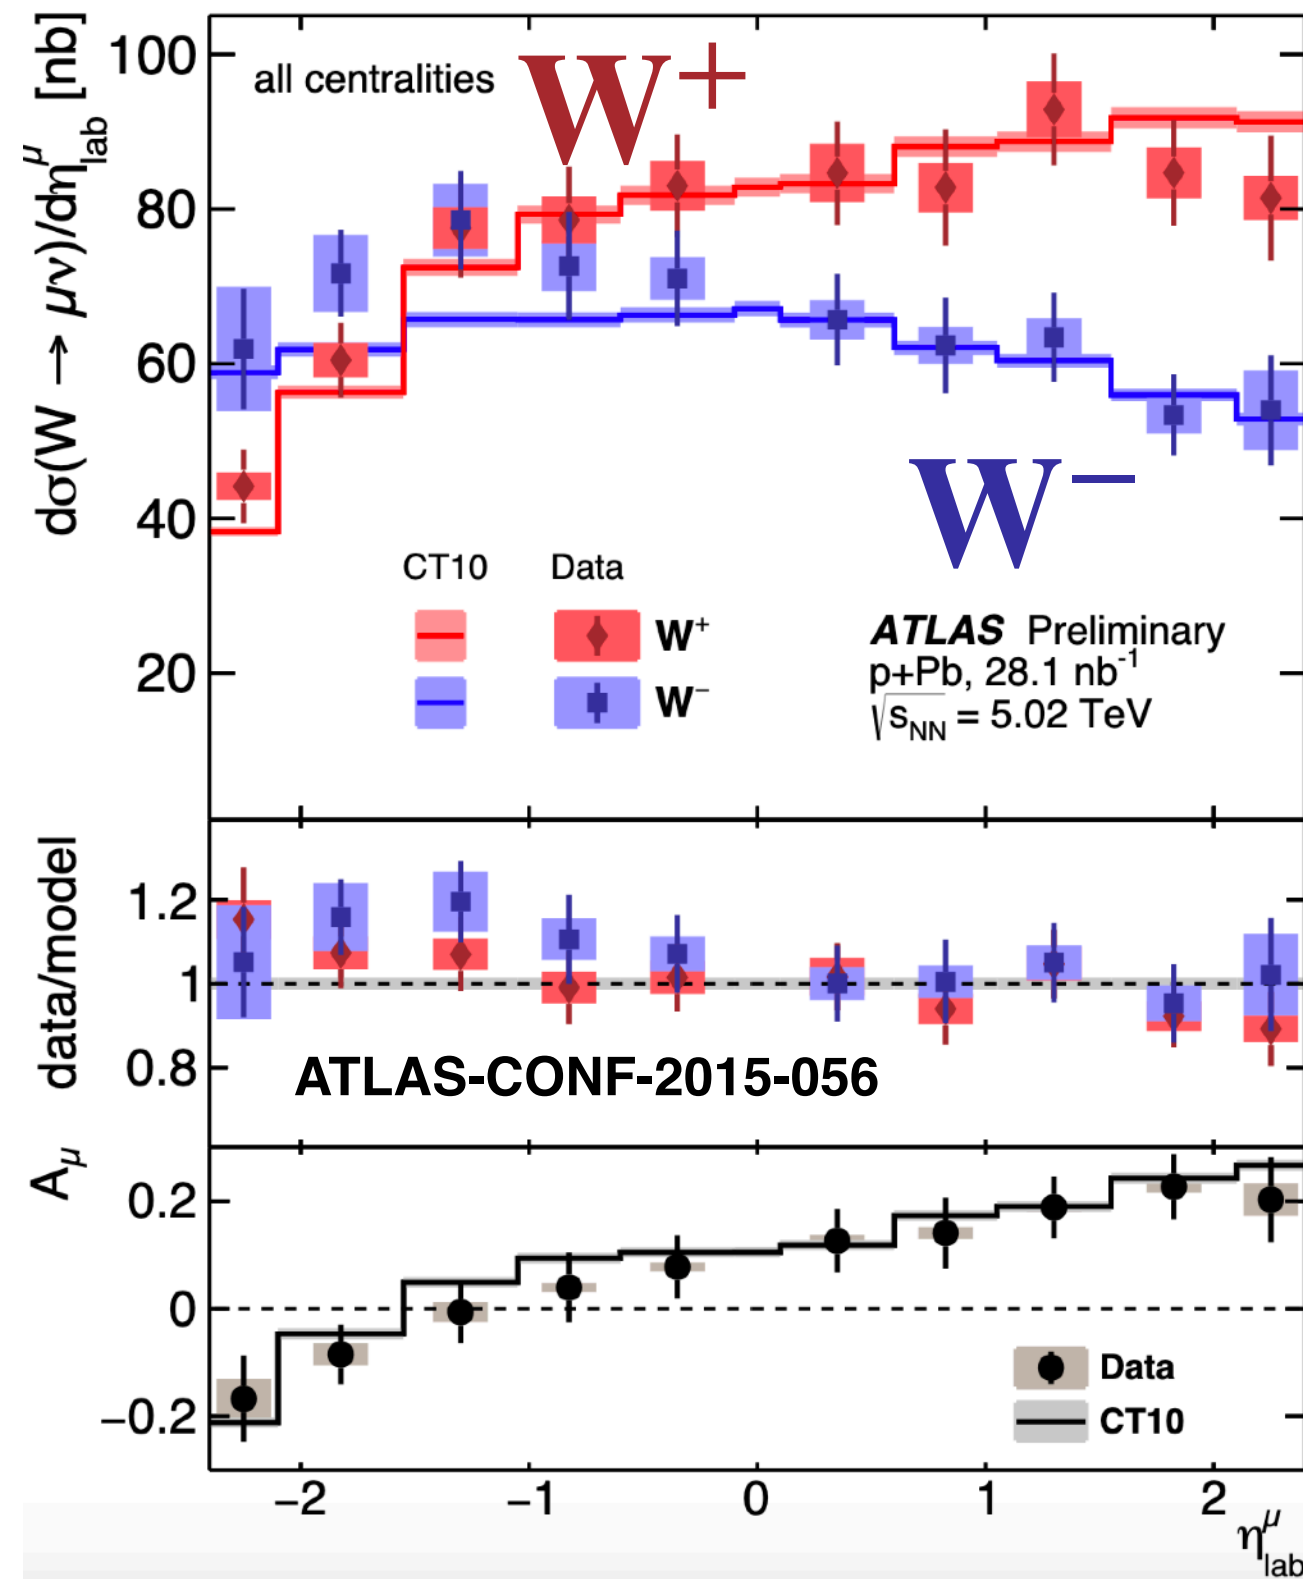 dσ(W → μν)/dη^μ_lab [nb]
100
80
60
40
20
all centralities
W⁺
W⁻
CT10 Data
W⁺
W⁻
ATLAS Preliminary
p+Pb, 28.1 nb⁻¹
√s_NN = 5.02 TeV
data/model
1.2
1
0.8
ATLAS-CONF-2015-056
A_μ
0.2
0
−0.2
Data
CT10
−2 −1 0 1 2
η^μ_lab